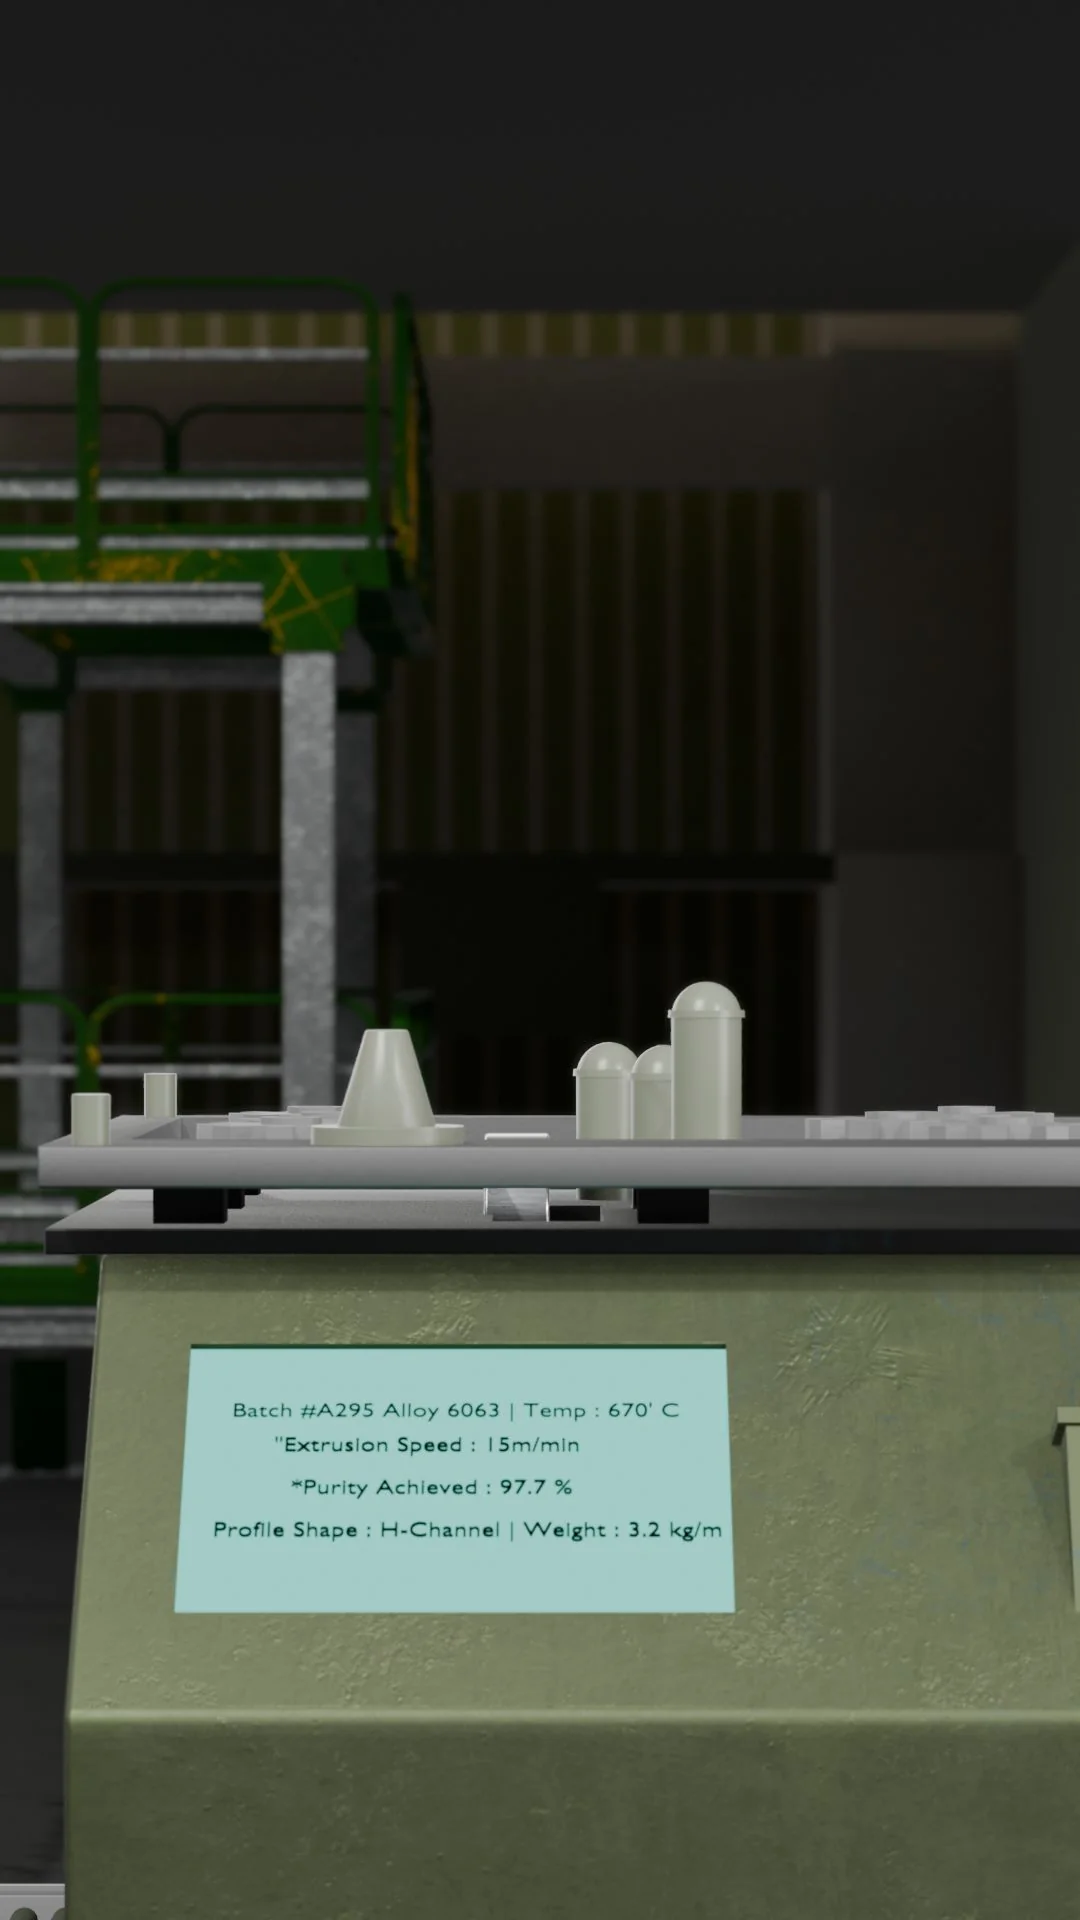 Batch #A295 Alloy 6063 | Temp : 670' C
"Extrusion Speed : 15m/min
*Purity Achieved : 97.7 %
Profile Shape : H-Channel | Weight : 3.2 kg/m